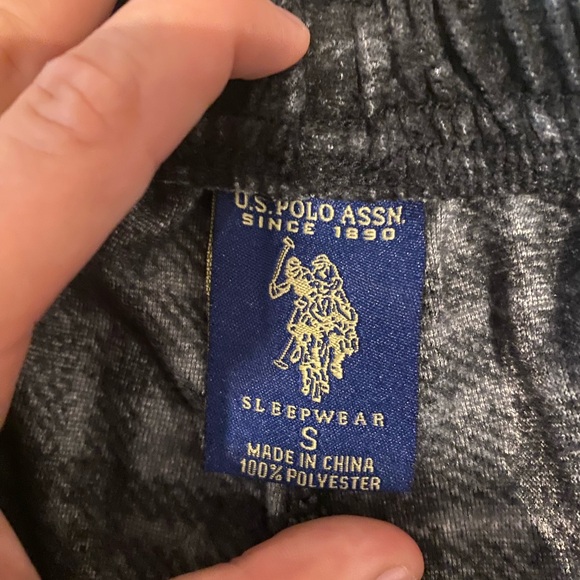 U.S. POLO ASSN.
SINCE 1890
SLEEPWEAR
S
MADE IN CHINA
100% POLYESTER